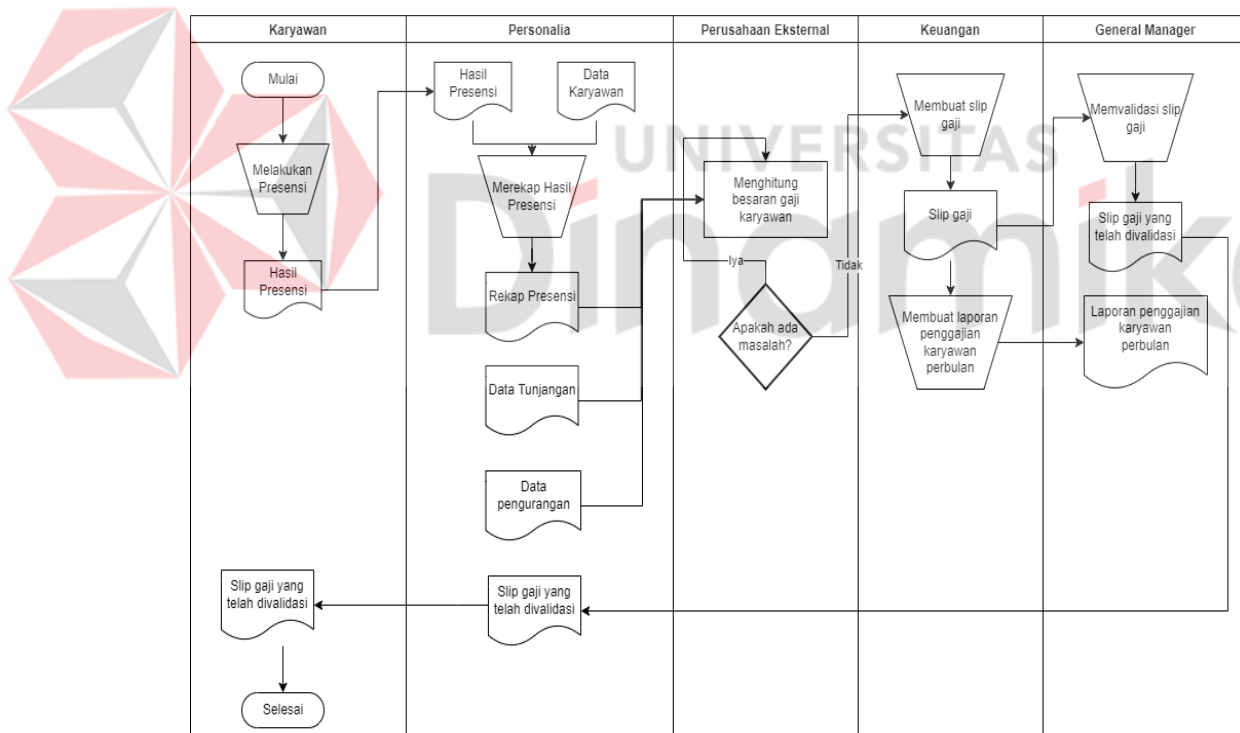 Karyawan
Personalia
Perusahaan Eksternal
Keuangan
General Manager
Mulai
Melakukan
Presensi
Hasil
Presensi
Hasil
Presensi
Data
Karyawan
Merekap Hasil
Presensi
Rekap Presensi
Data Tunjangan
Data
pengurangan
Menghitung
besaran gaji
karyawan
Iya
Apakah ada
masalah?
Tidak
Membuat slip
gaji
Slip gaji
Membuat laporan
penggajian
karyawan
perbulan
Memvalidasi slip
gaji
Slip gaji yang
telah divalidasi
Laporan penggajian
karyawan
perbulan
Slip gaji yang
telah divalidasi
Slip gaji yang
telah divalidasi
Selesai
UNIVERSITAS
Dinamika